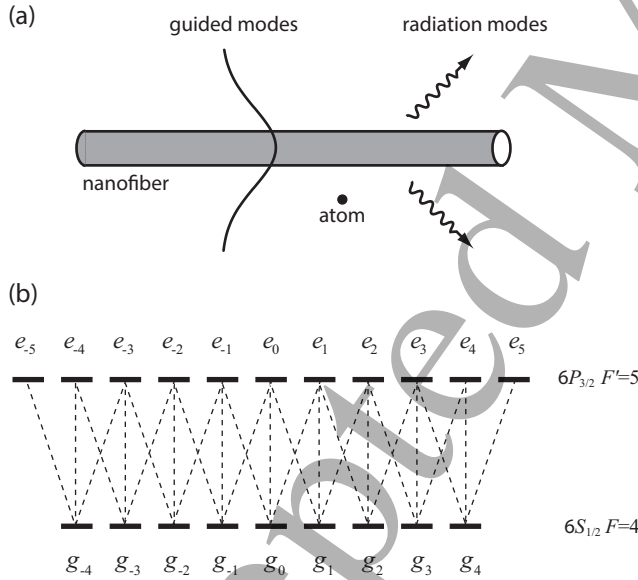 (a)
guided modes
radiation modes
nanofiber
atom
(b)
e₋₅ e₋₄ e₋₃ e₋₂ e₋₁ e₀ e₁ e₂ e₃ e₄ e₅
6P₃/₂ F'=5
6S₁/₂ F=4
g₋₄ g₋₃ g₋₂ g₋₁ g₀ g₁ g₂ g₃ g₄